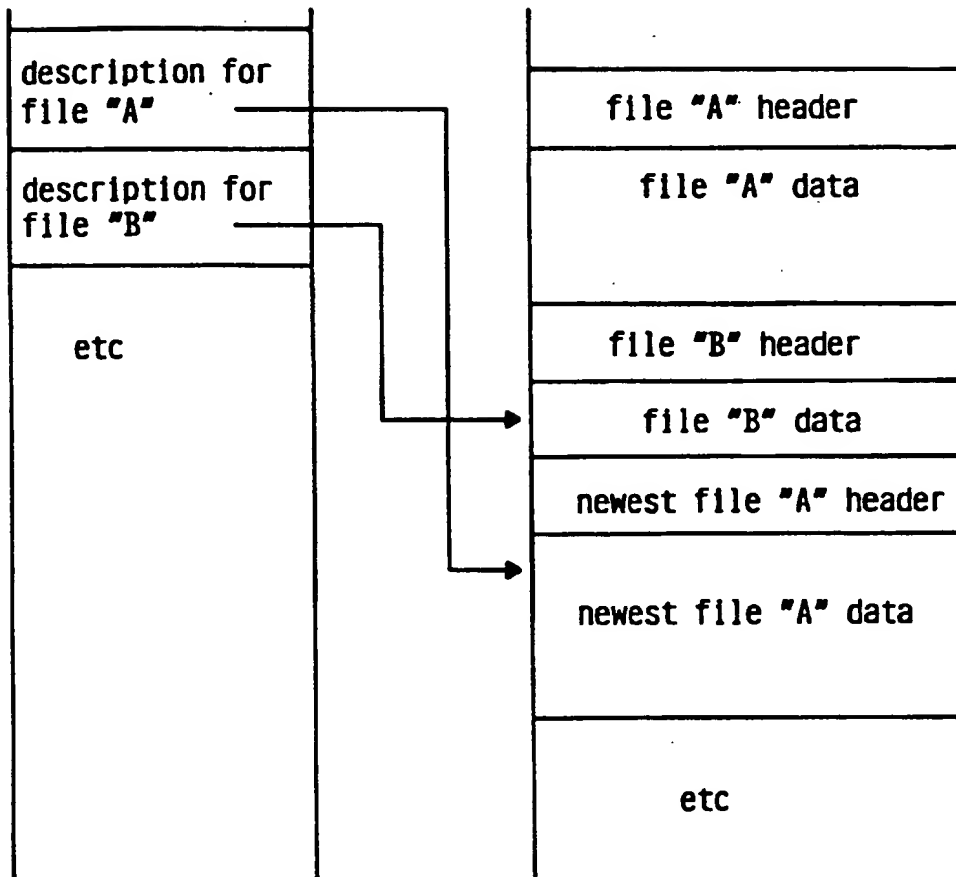 description for
file "A"
description for
file "B"
etc
file "A" header
file "A" data
file "B" header
file "B" data
newest file "A" header
newest file "A" data
etc